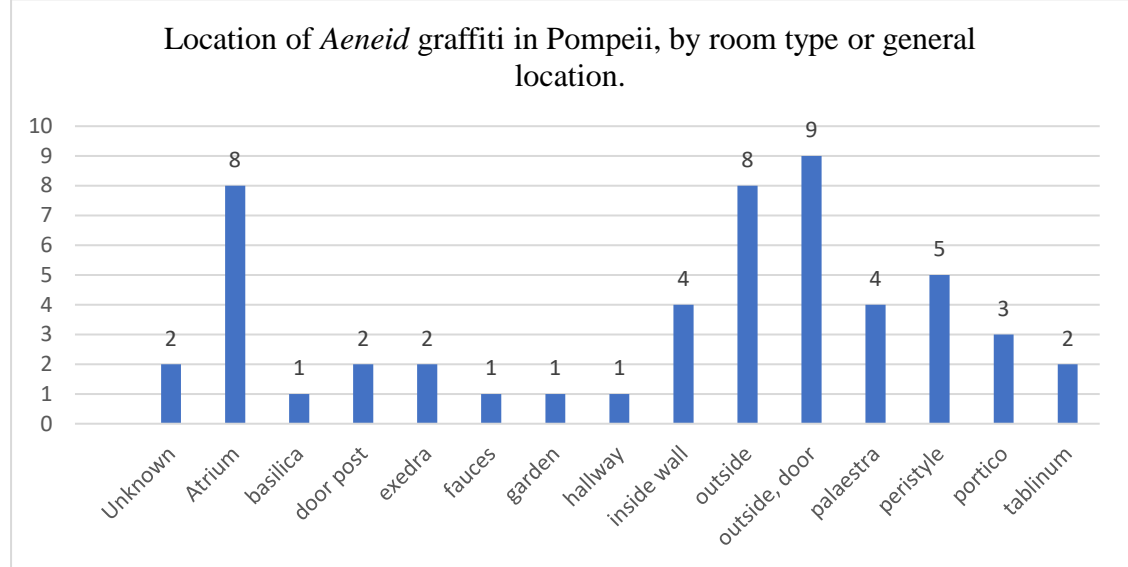 Location of Aeneid graffiti in Pompeii, by room type or general
location.
10
9
8
7
6
5
4
3
2
1
0
2
8
1
2
2
1
1
1
4
8
9
4
5
3
2
Unknown
Atrium
basilica
door post
exedra
fauces
garden
hallway
inside wall
outside
outside, door
palaestra
peristyle
portico
tablinum